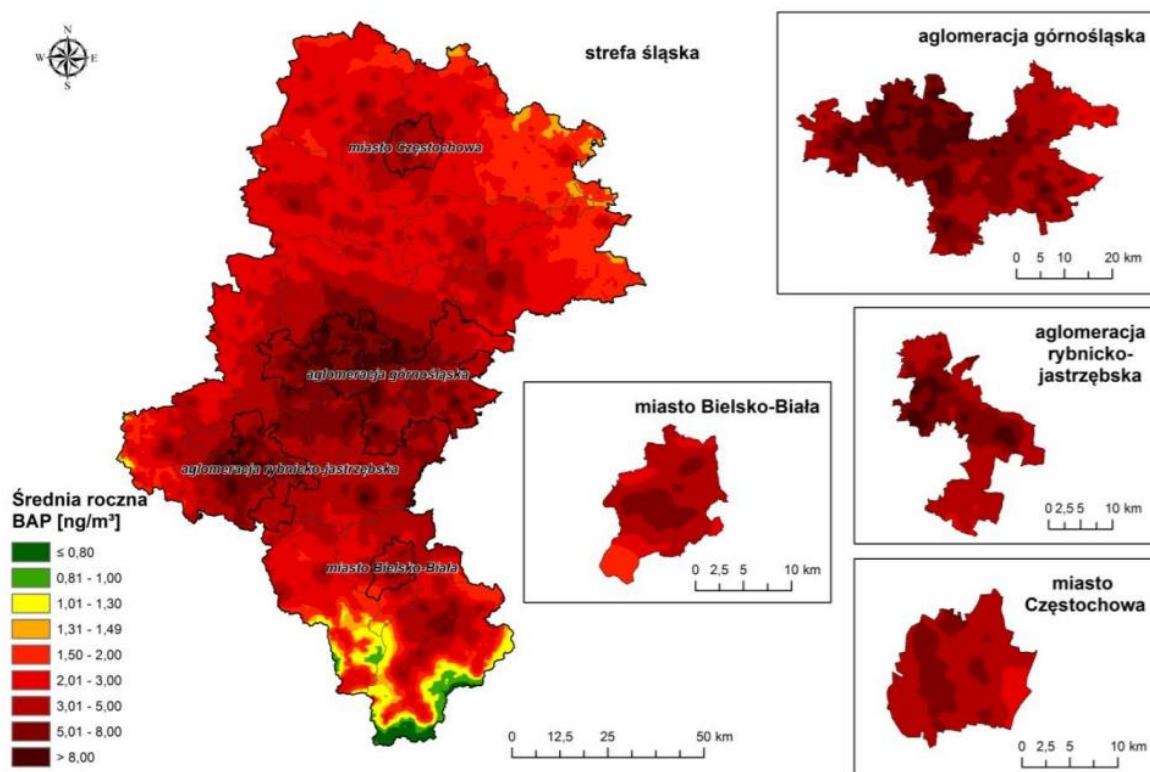 N
W
E
S
strefa śląska
miasto Częstochowa
aglomeracja górnośląska
aglomeracja rybnicko-jastrzębska
miasto Bielsko-Biała
Średnia roczna
BAP [ng/m³]
≤ 0,80
0,81 - 1,00
1,01 - 1,30
1,31 - 1,49
1,50 - 2,00
2,01 - 3,00
3,01 - 5,00
5,01 - 8,00
> 8,00
0 12,5 25 50 km
miasto Bielsko-Biała
0 2,5 5 10 km
aglomeracja górnośląska
0 5 10 20 km
aglomeracja
rybnicko-
jastrzębska
0 2,5 5 10 km
miasto
Częstochowa
0 2,5 5 10 km